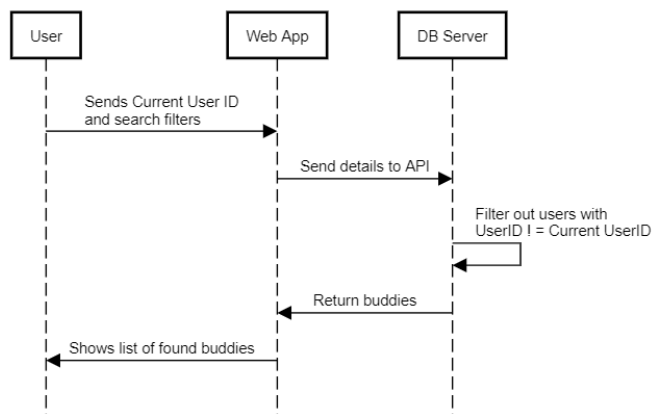 User
Web App
DB Server
Sends Current User ID
and search filters
Send details to API
Filter out users with
UserID ! = Current UserID
Return buddies
Shows list of found buddies